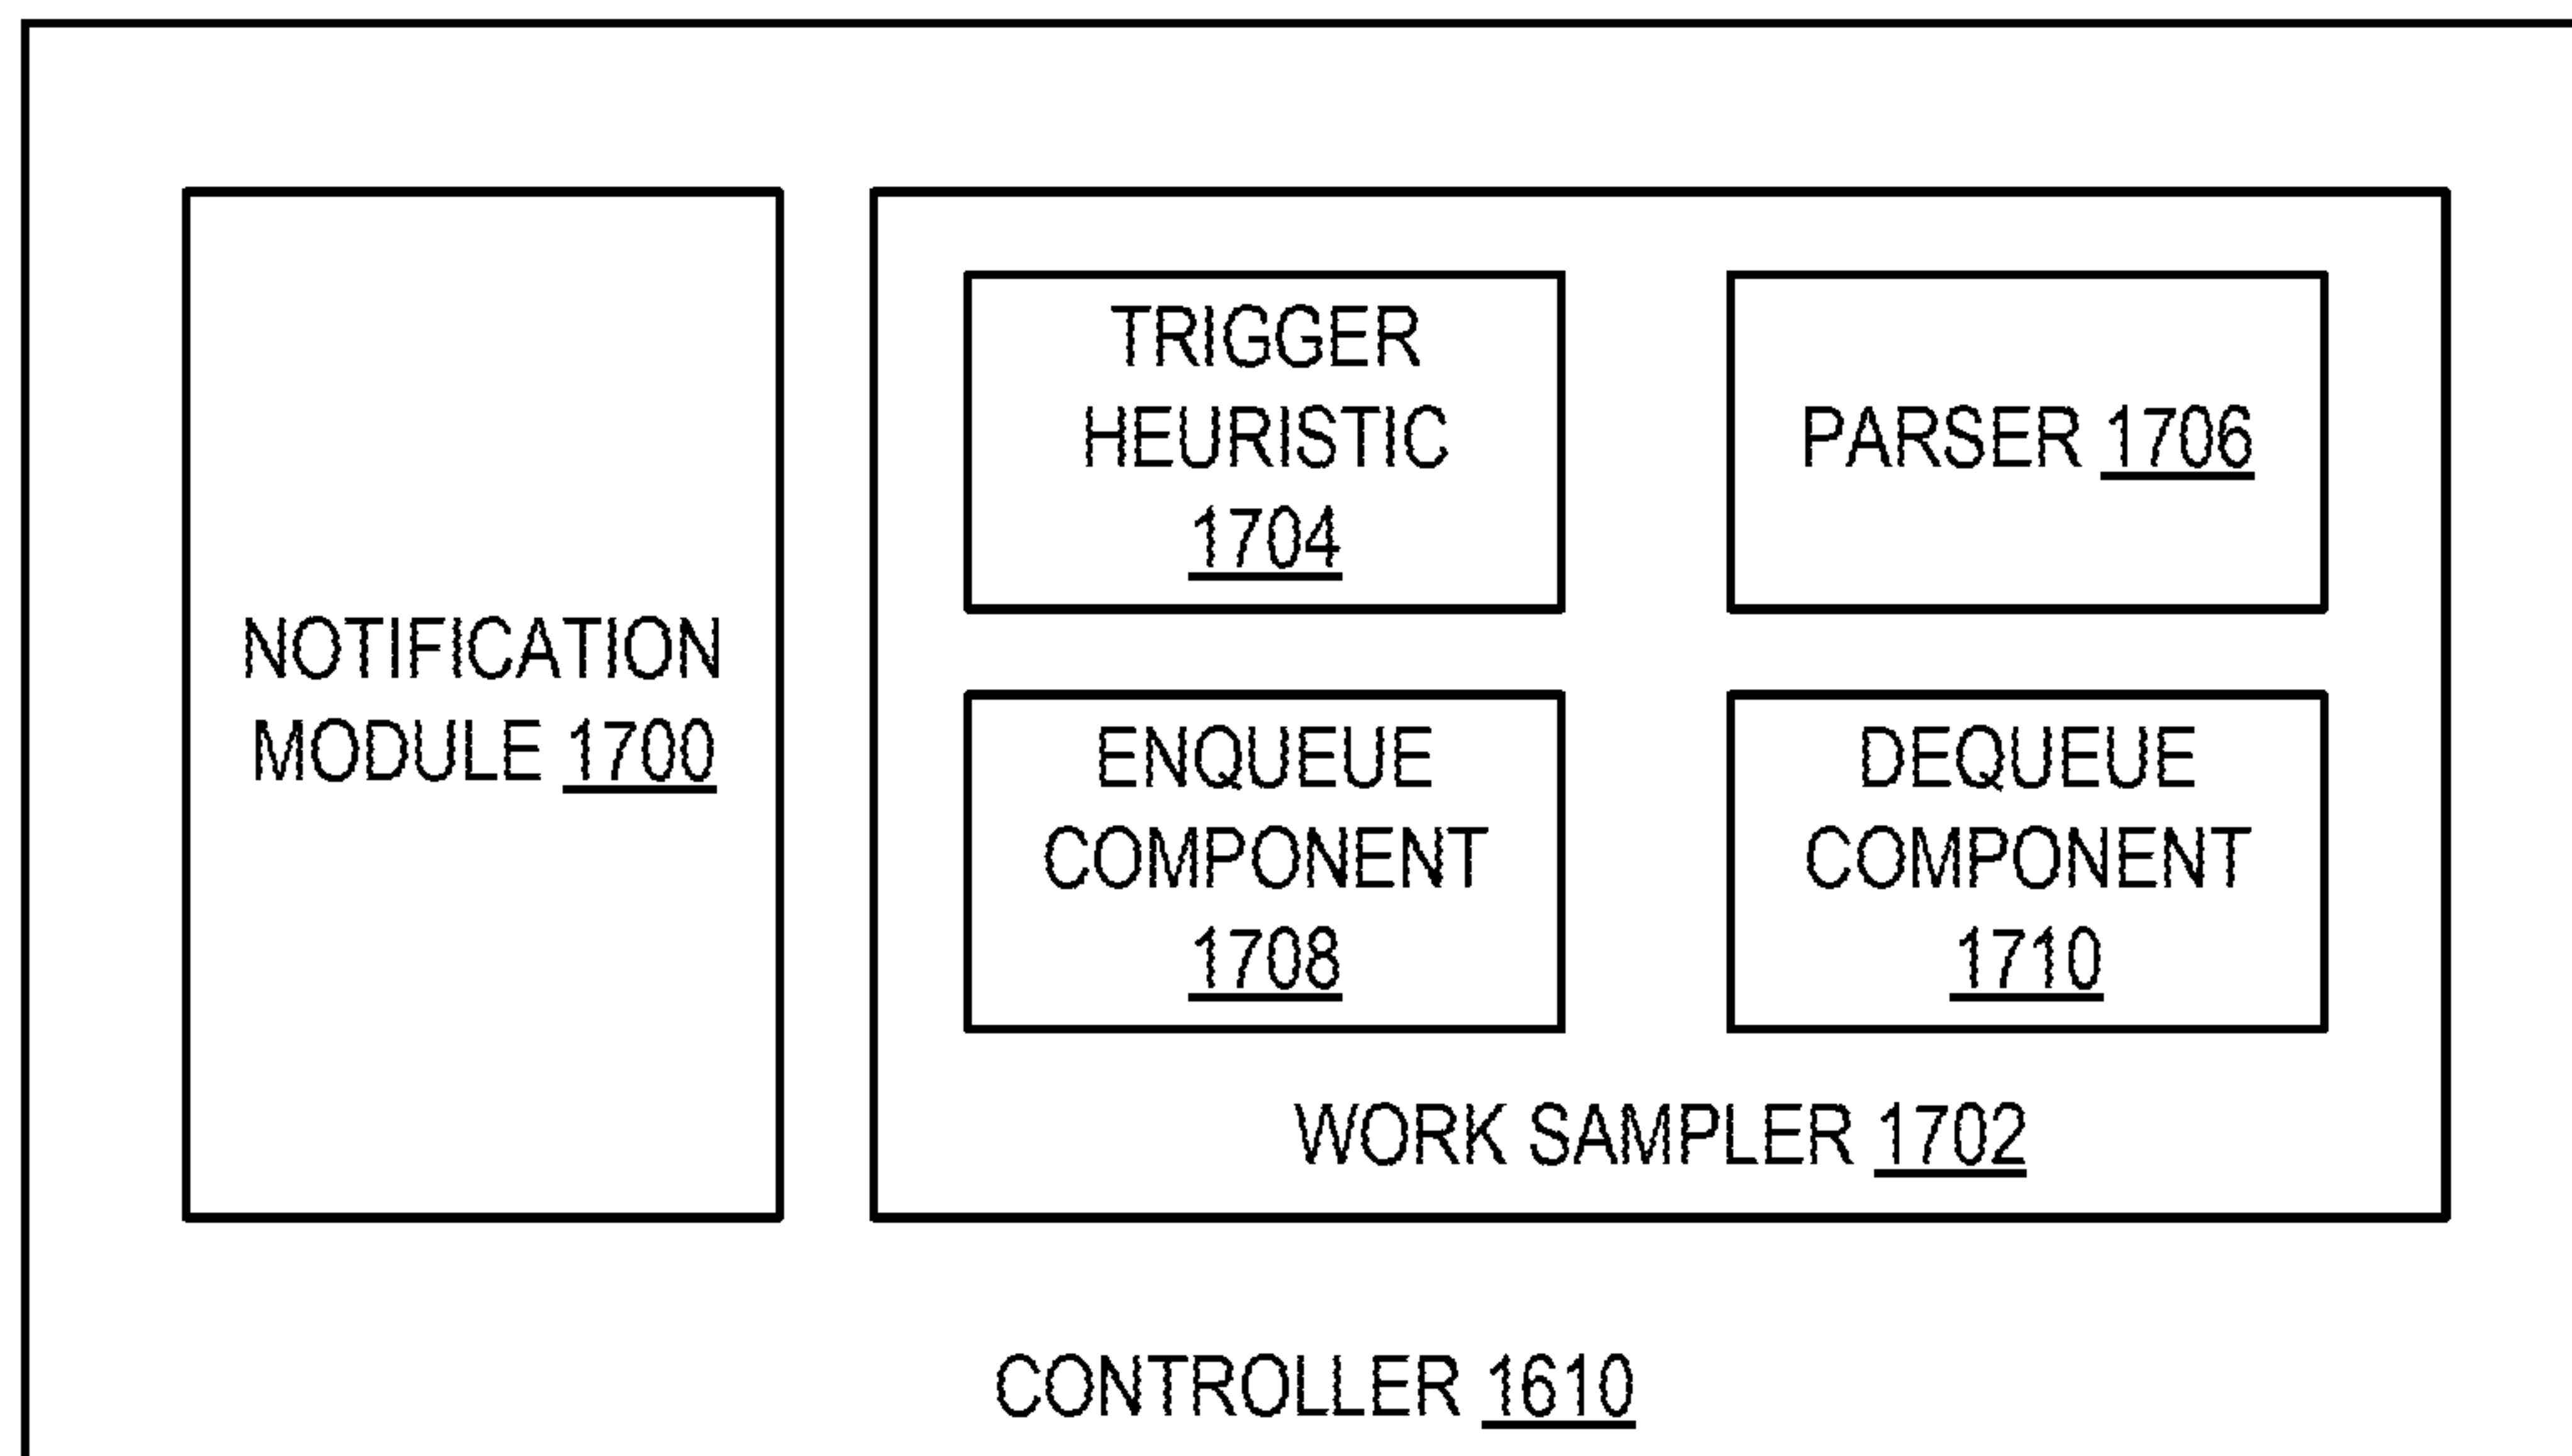 NOTIFICATION
MODULE 1700
TRIGGER
HEURISTIC
1704
PARSER 1706
ENQUEUE
COMPONENT
1708
DEQUEUE
COMPONENT
1710
WORK SAMPLER 1702
CONTROLLER 1610